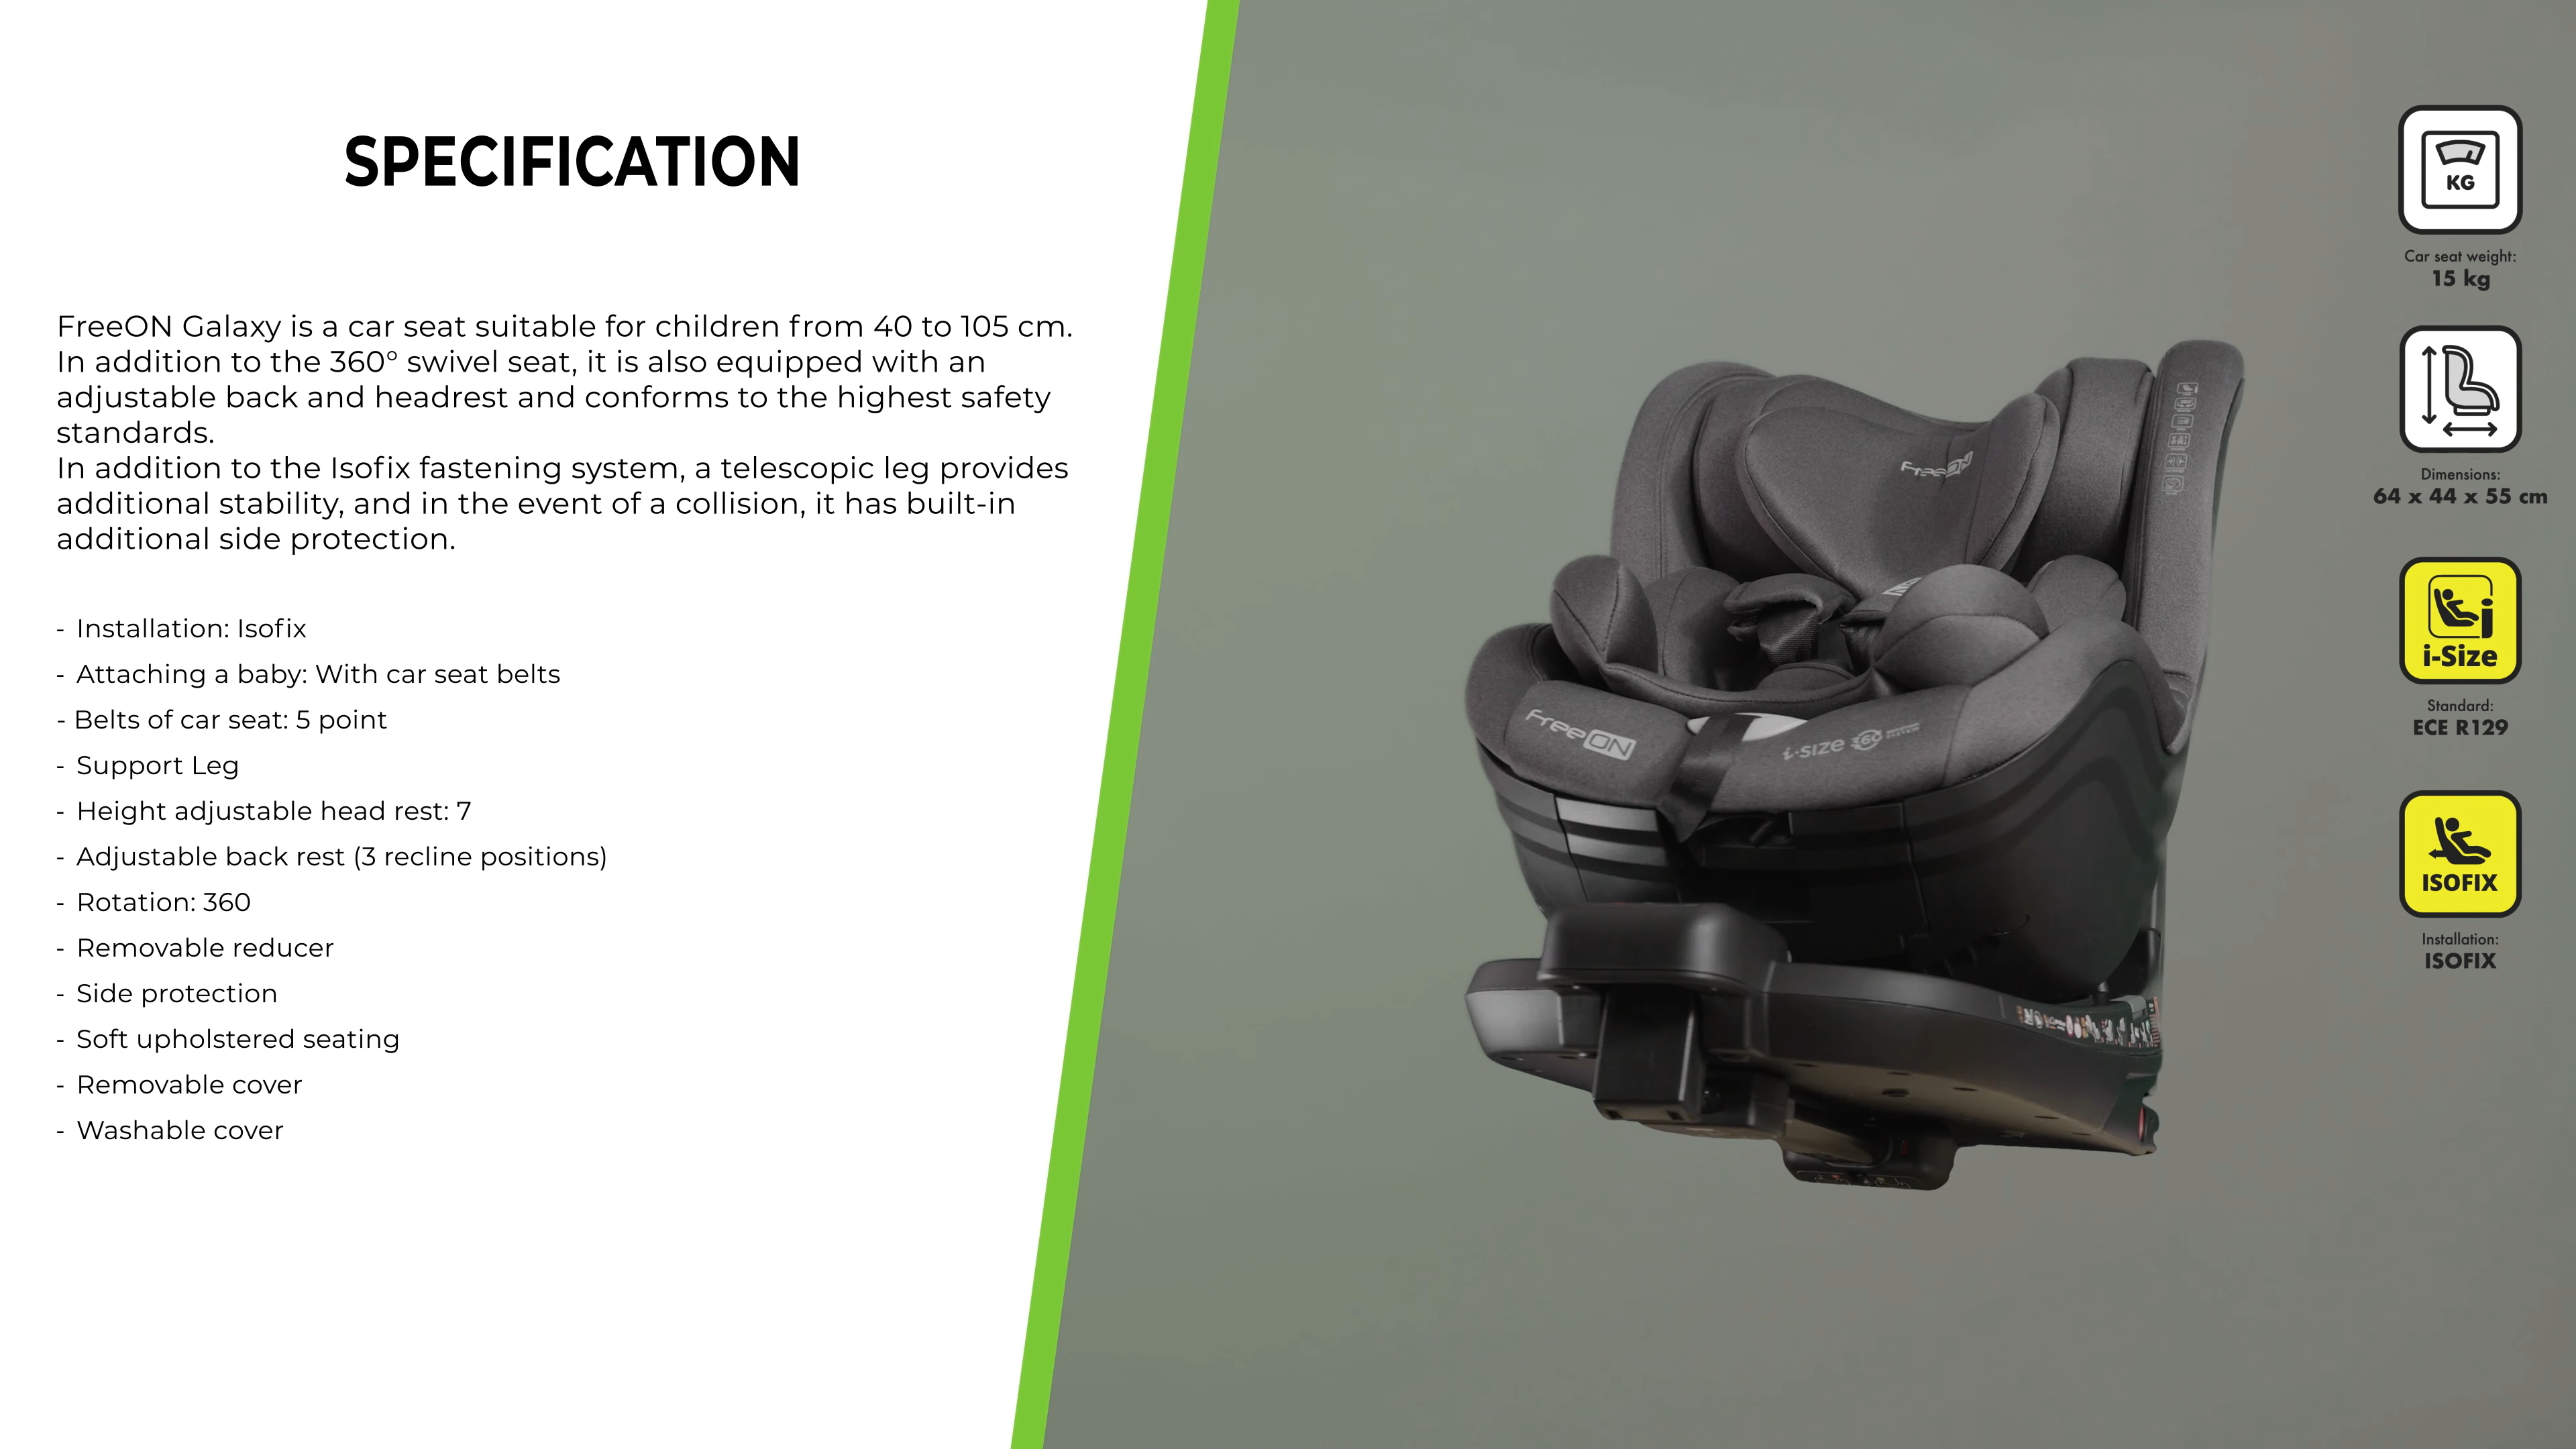 SPECIFICATION
FreeON Galaxy is a car seat suitable for children from 40 to 105 cm.
In addition to the 360° swivel seat, it is also equipped with an
adjustable back and headrest and conforms to the highest safety
standards.
In addition to the Isofix fastening system, a telescopic leg provides
additional stability, and in the event of a collision, it has built-in
additional side protection.
- Installation: Isofix
- Attaching a baby: With car seat belts
- Belts of car seat: 5 point
- Support Leg
- Height adjustable head rest: 7
- Adjustable back rest (3 recline positions)
- Rotation: 360
- Removable reducer
- Side protection
- Soft upholstered seating
- Removable cover
- Washable cover
FreeON
FreeON
i-SIZE 360
KG
Car seat weight:
15 kg
Dimensions:
64 x 44 x 55 cm
i
i-Size
Standard:
ECE R129
ISOFIX
Installation:
ISOFIX